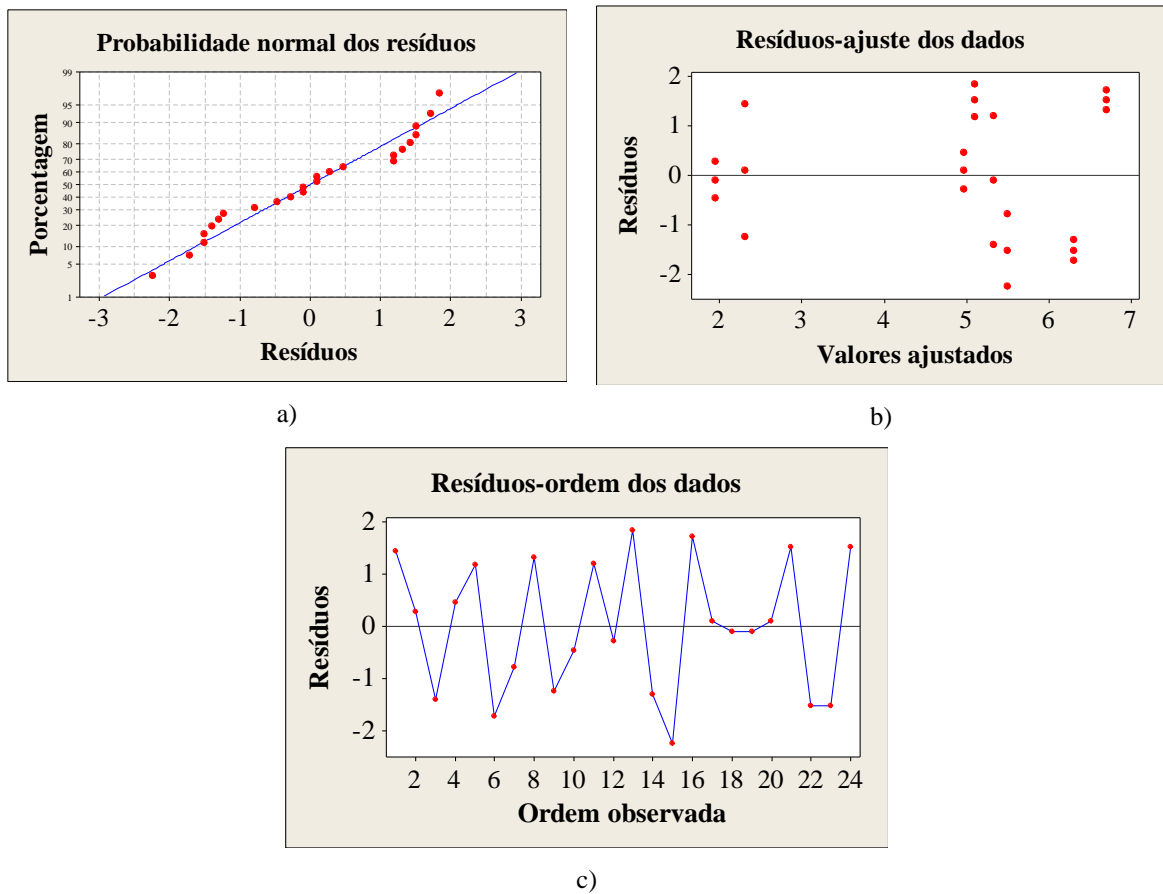 Probabilidade normal dos resíduos
Porcentagem
99
95
90
80
70
60
50
40
30
20
10
5
1
-3 -2 -1 0 1 2 3
Resíduos
a)
Resíduos-ajuste dos dados
Resíduos
2
1
0
-1
-2
2 3 4 5 6 7
Valores ajustados
b)
Resíduos-ordem dos dados
Resíduos
2
1
0
-1
-2
2 4 6 8 10 12 14 16 18 20 22 24
Ordem observada
c)